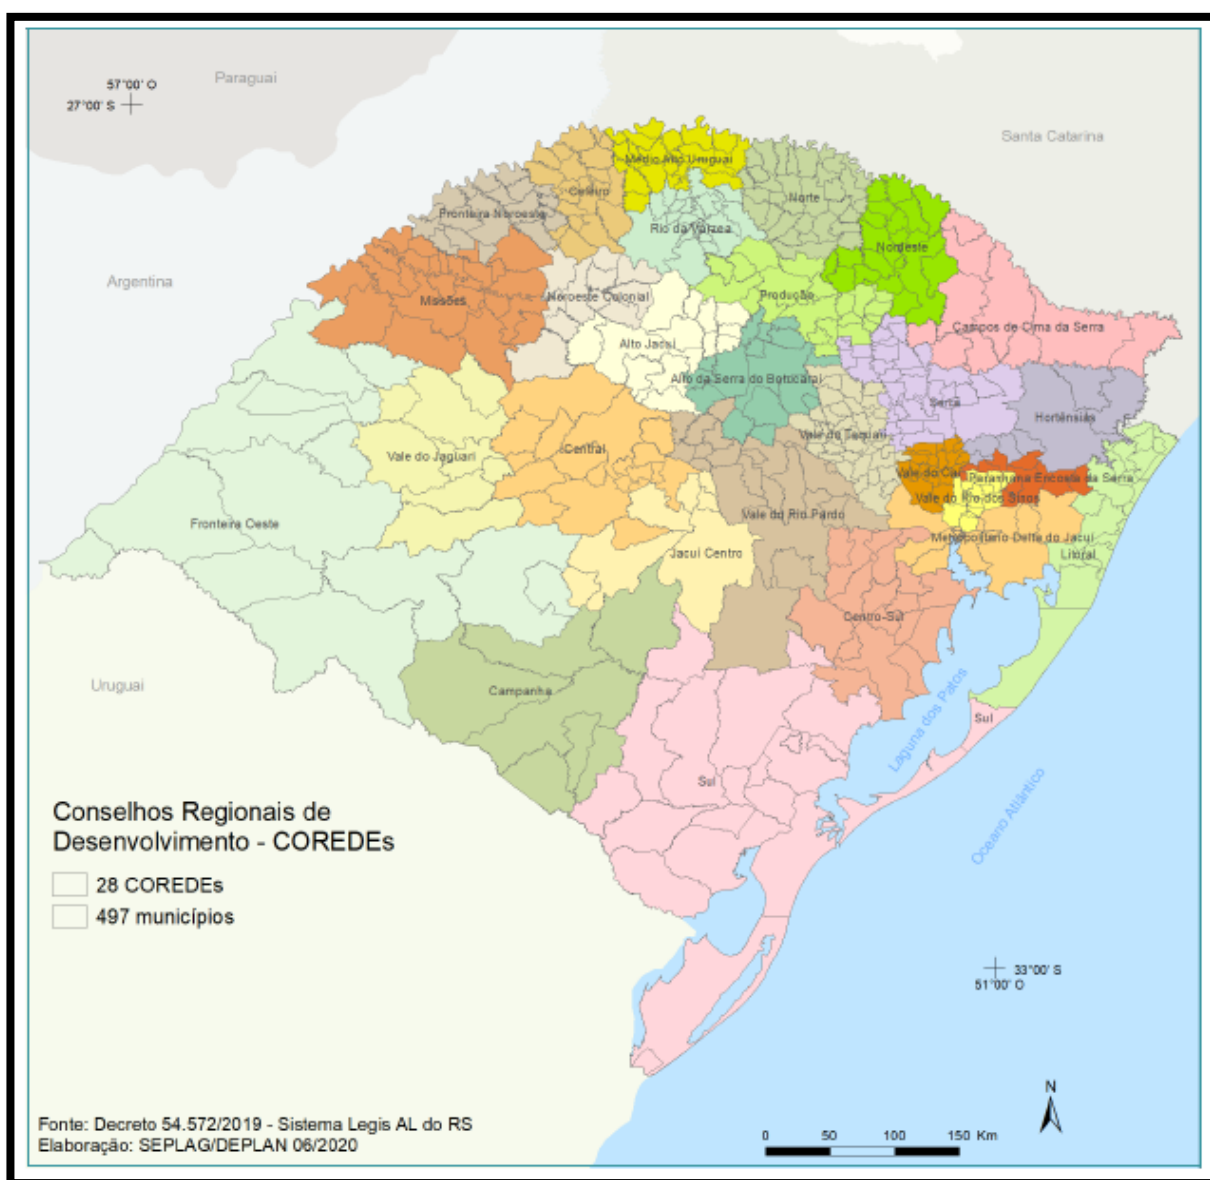 57°00' O
27°00' S
Paraguai
Santa Catarina
Argentina
Médio Alto Uruguai
Celeiro
Norte
Fronteira Noroeste
Rio da Várzea
Nordeste
Missões
Noroeste Colonial
Produção
Campos de Cima da Serra
Alto Jacuí
Alto da Serra do Botucaraí
Serra
Hortênsias
Vale do Taquari
Central
Vale do Jaguari
Vale do Caí
Paranhana Encosta da Serra
Vale do Rio dos Sinos
Vale do Rio Pardo
Fronteira Oeste
Metropolitano Delta do Jacuí
Jacuí Centro
Litoral
Centro-Sul
Uruguai
Campanha
Laguna dos Patos
Sul
Sul
Oceano Atlântico
Conselhos Regionais de
Desenvolvimento - COREDEs
28 COREDEs
497 municípios
33°00' S
51°00' O
N
Fonte: Decreto 54.572/2019 - Sistema Legis AL do RS
Elaboração: SEPLAG/DEPLAN 06/2020
0 50 100 150 Km